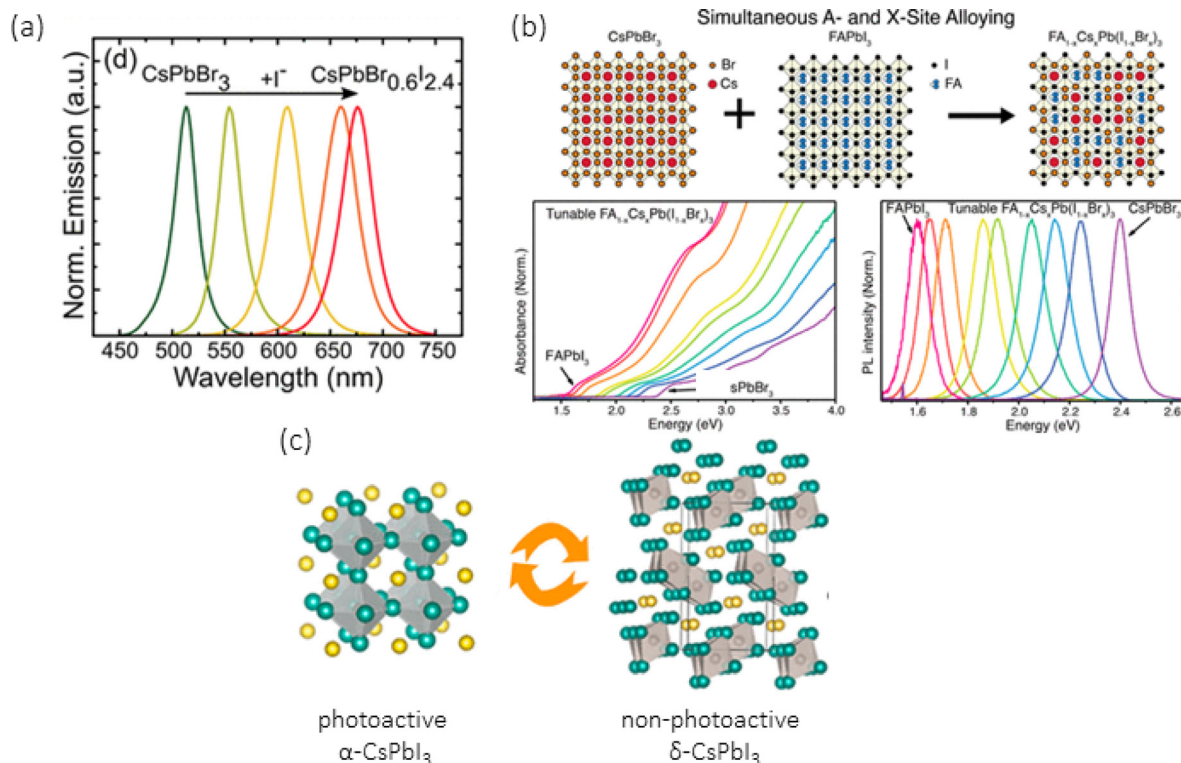 (a)
(d)
CsPbBr₃ +I⁻ CsPbBr₀.₆I₂.₄
Norm. Emission (a.u.)
450 500 550 600 650 700 750
Wavelength (nm)
(b)
Simultaneous A- and X-Site Alloying
CsPbBr₃
Br
Cs
+
FAPbI₃
I
FA
FA₁₋ₓCsₓPb(I₁₋ₓBrₓ)₃
Tunable FA₁₋ₓCsₓPb(I₁₋ₓBrₓ)₃
Absorbance (Norm.)
FAPbI₃
sPbBr₃
1.5 2.0 2.5 3.0 3.5 4.0
Energy (eV)
FAPbI₃ Tunable FA₁₋ₓCsₓPb(I₁₋ₓBrₓ)₃
CsPbBr₃
PL intensity (Norm.)
1.6 1.8 2.0 2.2 2.4 2.6
Energy (eV)
(c)
photoactive
α-CsPbI₃
non-photoactive
δ-CsPbI₃